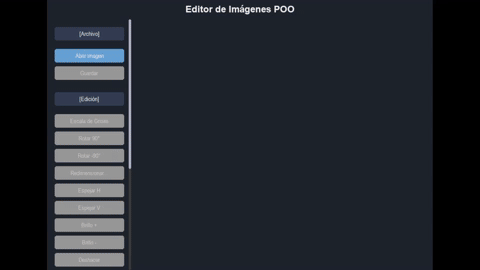 Editor de Imágenes POO
[Archivo]
Abrir imagen
Guardar
[Edición]
Escala de Grises
Rotar 90°
Rotar -90°
Redimensionar
Espejar H
Espejar V
Brillo +
Brillo -
Deshacer